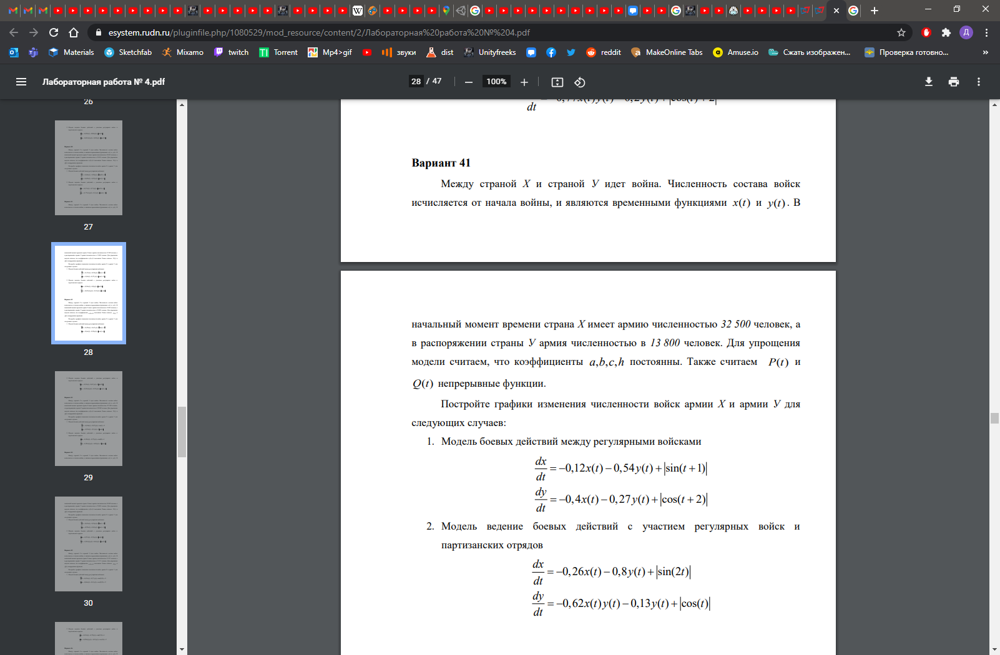 esystem.rudn.ru/pluginfile.php/1080529/mod_resource/content/2/Лабораторная%20работа%20№%204.pdf
Д
Materials
Sketchfab
Mixamo
twitch
Torrent
Mp4>gif
звуки
dist
Unityfreeks
reddit
MakeOnline Tabs
Amuse.io
Сжать изображен...
Проверка готовно...
»
Лабораторная работа № 4.pdf
28 / 47
100%
26
27
28
29
30
dt
Вариант 41
Между страной X и страной У идет война. Численность состава войск
исчисляется от начала войны, и являются временными функциями x(t) и y(t). В
начальный момент времени страна X имеет армию численностью 32 500 человек, а
в распоряжении страны У армия численностью в 13 800 человек. Для упрощения
модели считаем, что коэффициенты a,b,c,h постоянны. Также считаем P(t) и
Q(t) непрерывные функции.
Постройте графики изменения численности войск армии X и армии У для
следующих случаев:
1. Модель боевых действий между регулярными войсками
dx/dt = −0,12x(t) − 0,54y(t) + |sin(t + 1)|
dy/dt = −0,4x(t) − 0,27y(t) + |cos(t + 2)|
2. Модель ведение боевых действий с участием регулярных войск и
партизанских отрядов
dx/dt = −0,26x(t) − 0,8y(t) + |sin(2t)|
dy/dt = −0,62x(t)y(t) − 0,13y(t) + |cos(t)|